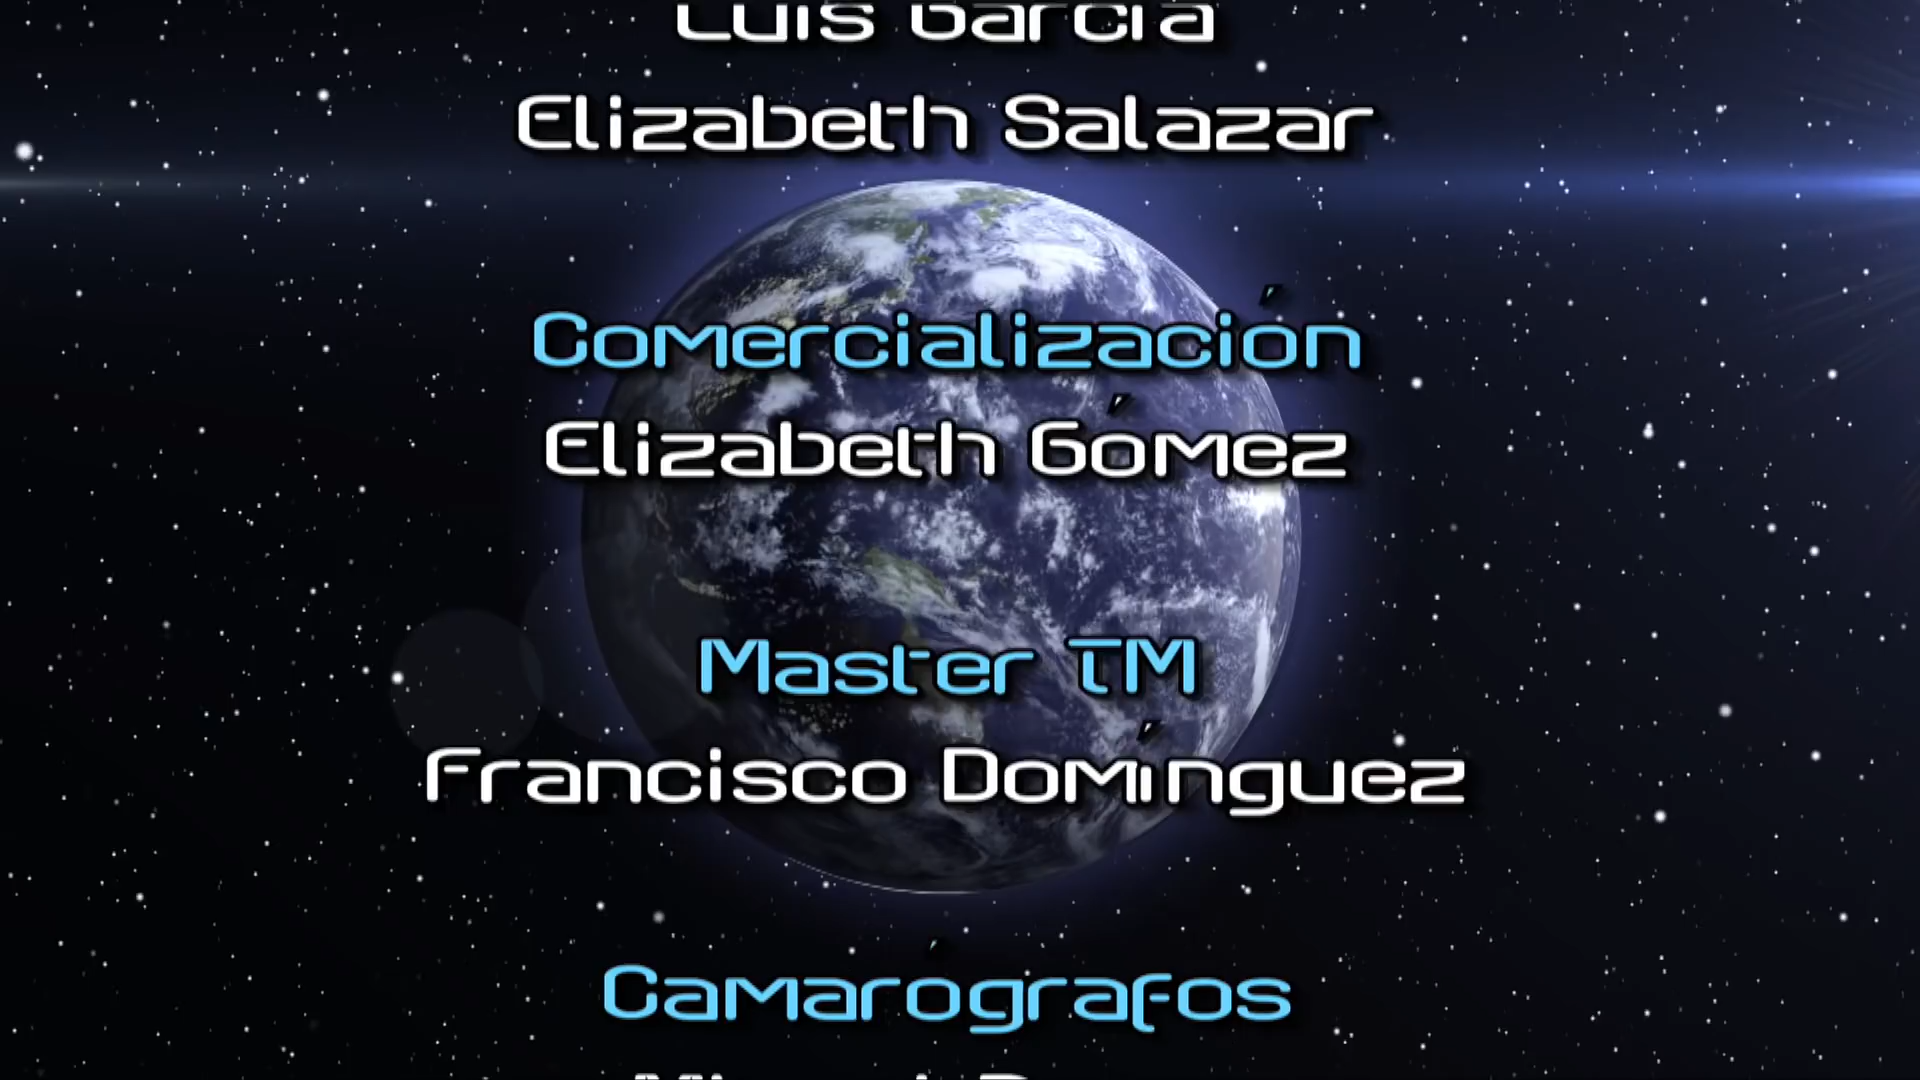 Luis García
Elizabeth Salazar
Comercialización
Elizabeth Gómez
Master TM
Francisco Domínguez
Camarógrafos